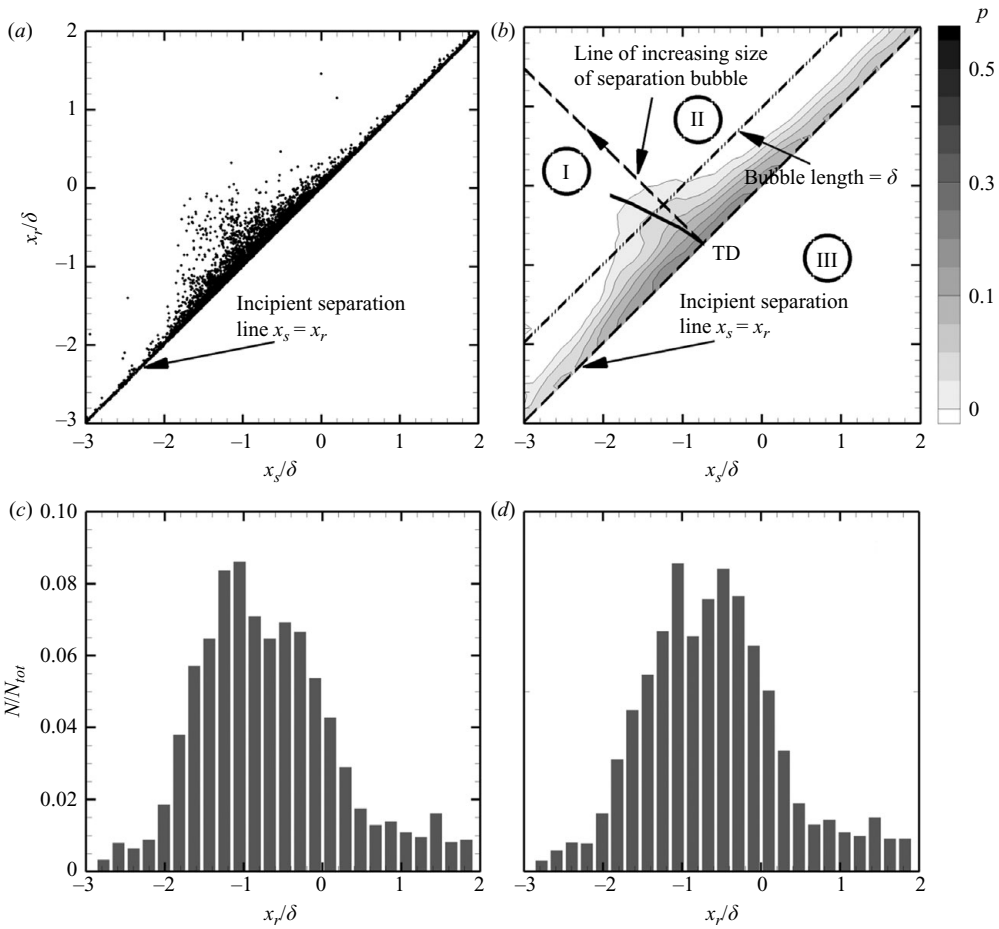 (a)
2
1
0
−1
−2
−3
x_r/δ
Incipient separation
line x_s = x_r
−3
−2
−1
0
1
2
x_s/δ
(b)
Line of increasing size
of separation bubble
I
II
III
Bubble length = δ
TD
Incipient separation
line x_s = x_r
−3
−2
−1
0
1
2
x_s/δ
p
0.5
0.3
0.1
0
(c)
0.10
0.08
0.06
0.04
0.02
0
N/N_tot
−3
−2
−1
0
1
2
x_r/δ
(d)
−3
−2
−1
0
1
2
x_r/δ